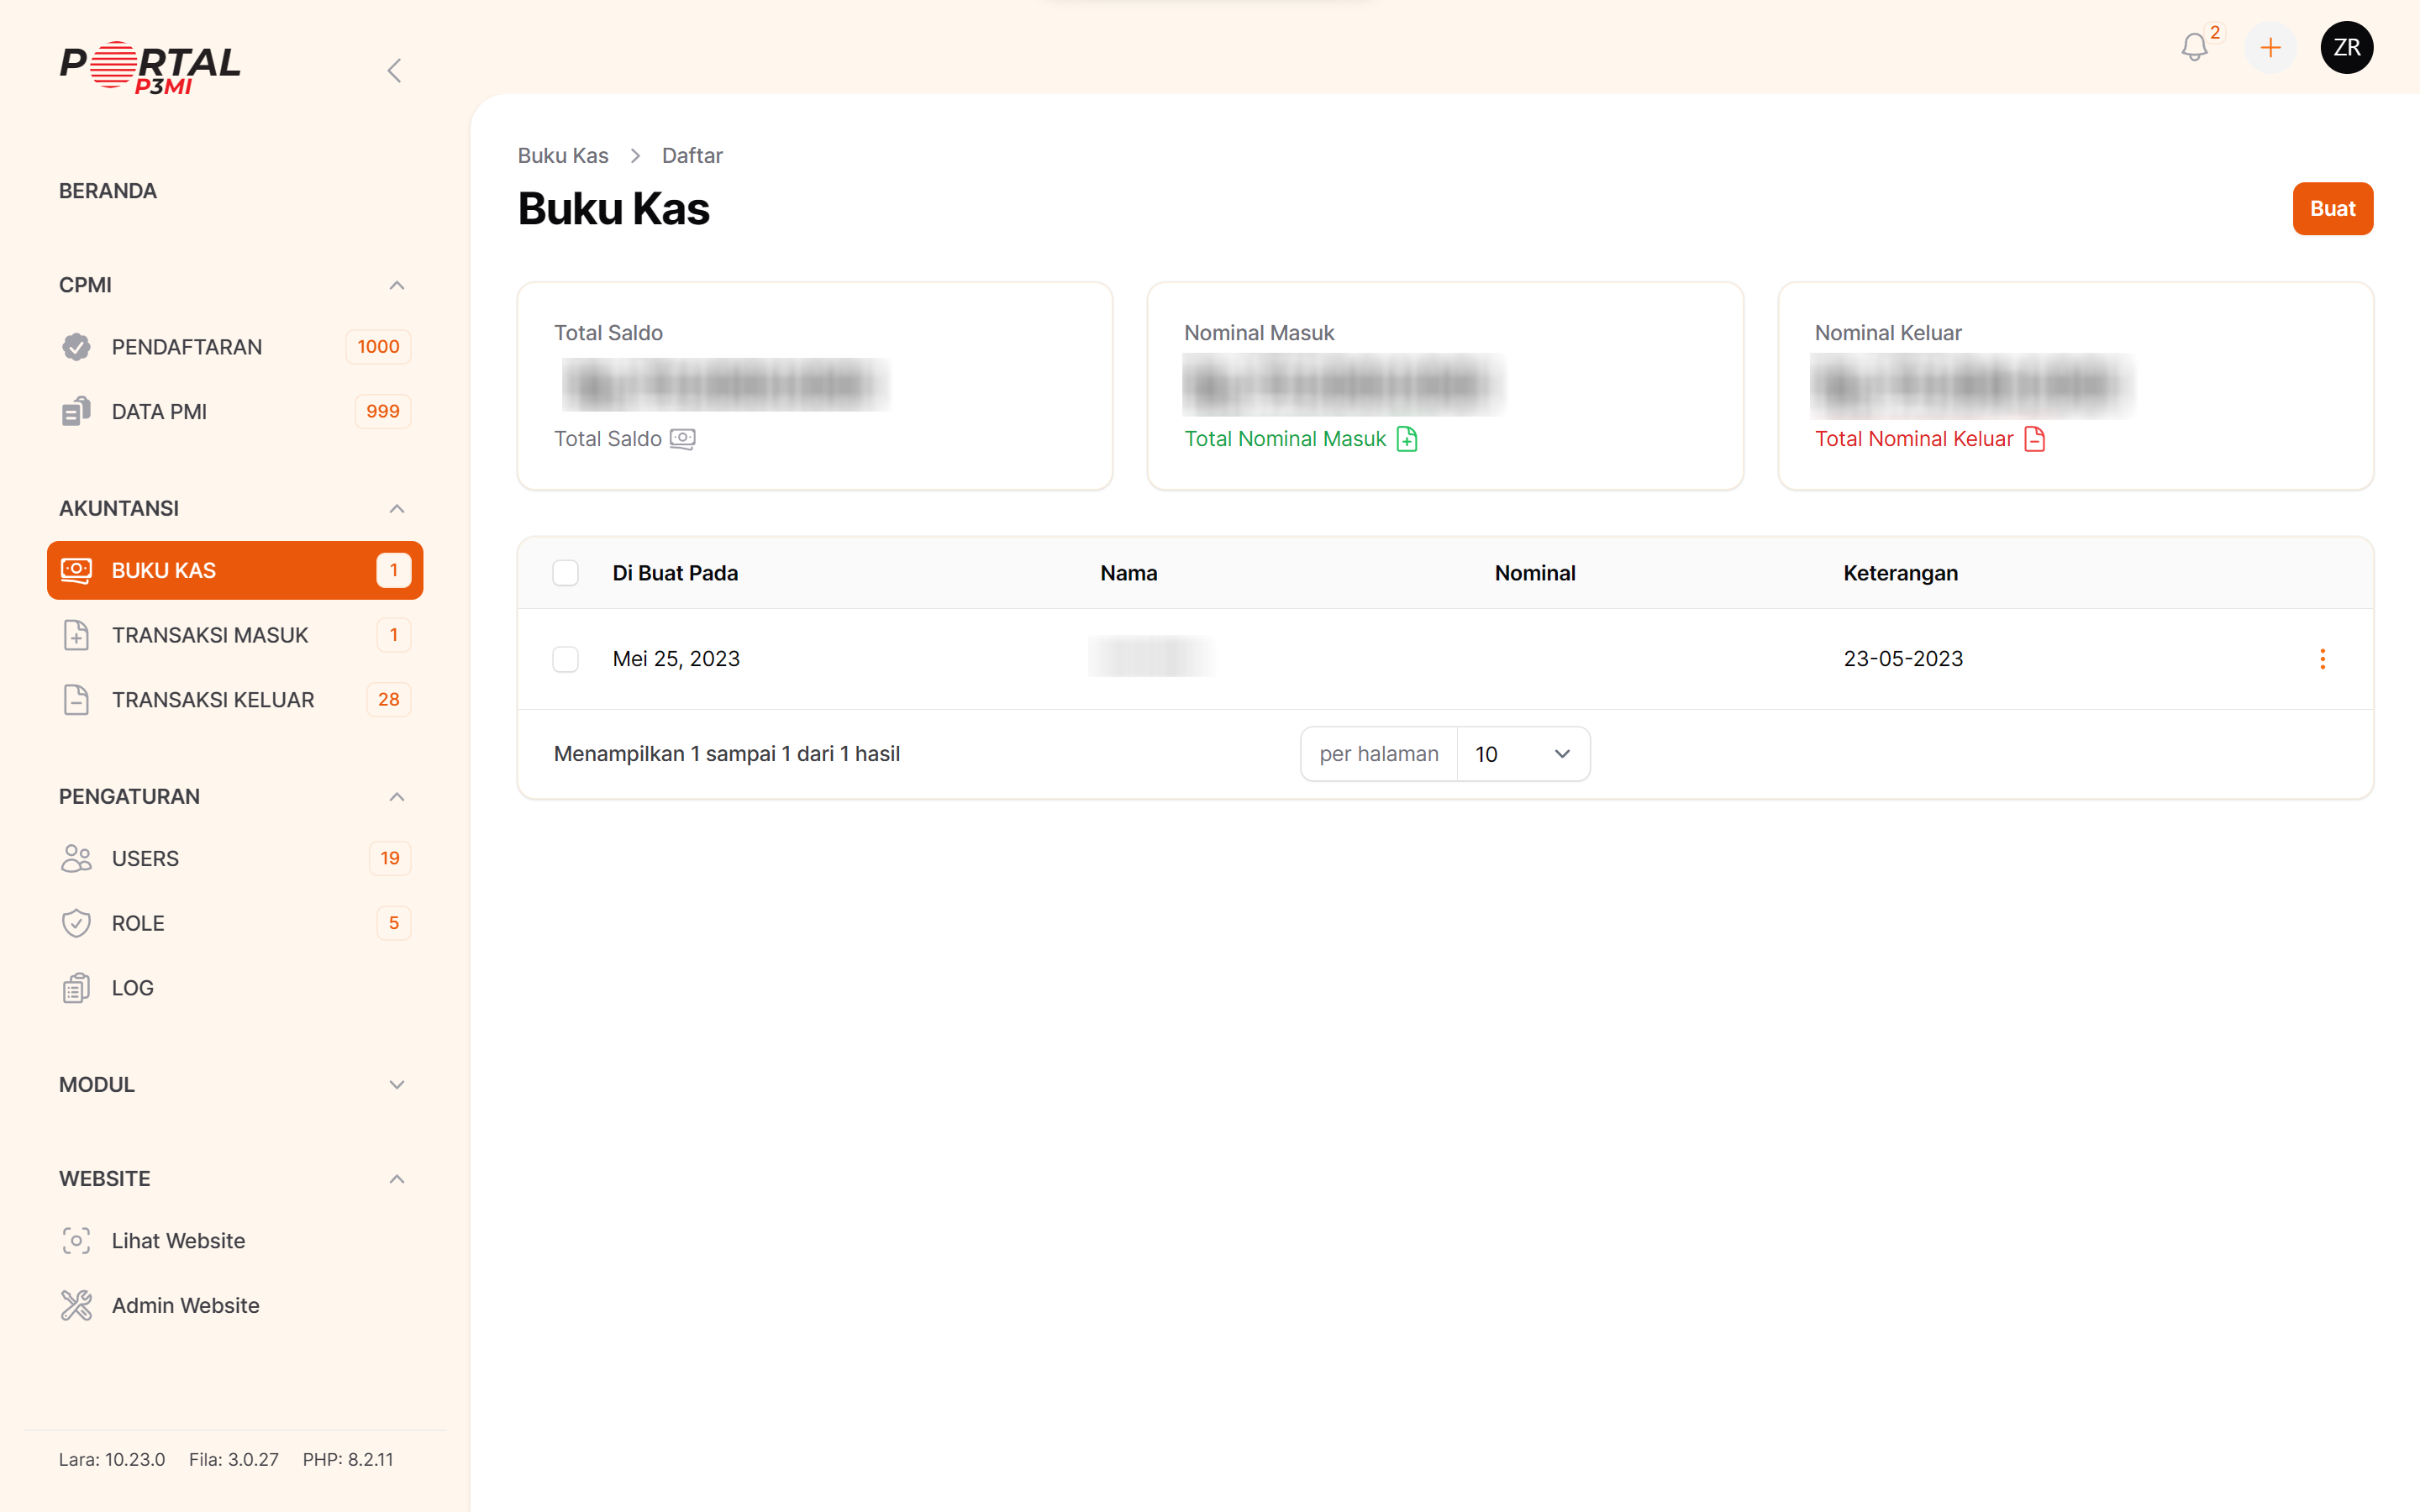 PORTAL
P3MI
BERANDA
CPMI
PENDAFTARAN 1000
DATA PMI 999
AKUNTANSI
BUKU KAS 1
TRANSAKSI MASUK 1
TRANSAKSI KELUAR 28
PENGATURAN
USERS 19
ROLE 5
LOG
MODUL
WEBSITE
Lihat Website
Admin Website
Lara: 10.23.0 Fila: 3.0.27 PHP: 8.2.11
2
ZR
Buku Kas Daftar
Buku Kas
Buat
Total Saldo
Total Saldo
Nominal Masuk
Total Nominal Masuk
Nominal Keluar
Total Nominal Keluar
Di Buat Pada Nama Nominal Keterangan
Mei 25, 2023 23-05-2023
Menampilkan 1 sampai 1 dari 1 hasil
per halaman 10